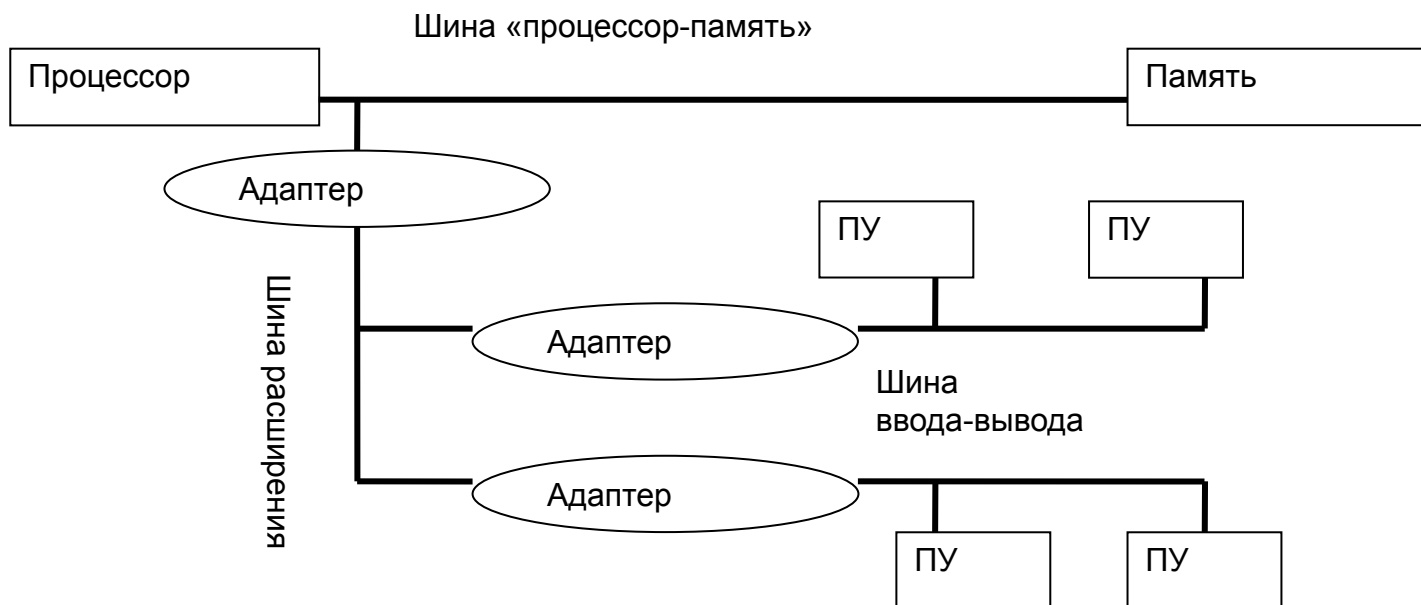 Шина «процессор-память»
Процессор
Память
Адаптер
ПУ
ПУ
Шина расширения
Адаптер
Шина
ввода-вывода
Адаптер
ПУ
ПУ